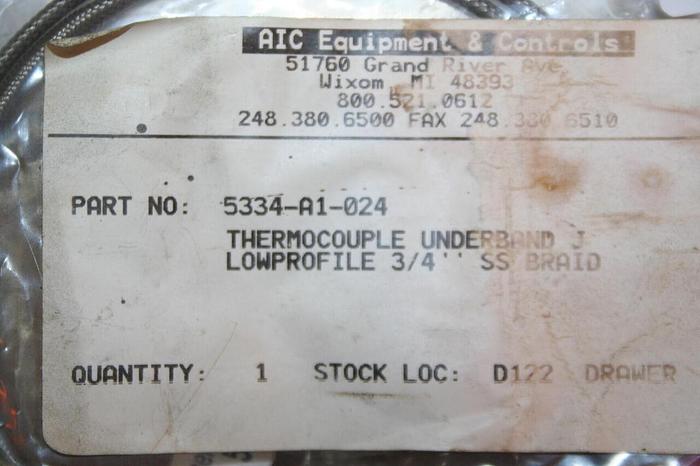 AIC Equipment & Controls
51760 Grand River Ave
Wixom, MI 48393
800.521.0612
248.380.6500 FAX 248.380 6510
PART NO: 5334-A1-024
THERMOCOUPLE UNDERBAND J
LOWPROFILE 3/4'' SS BRAID
QUANTITY: 1 STOCK LOC: D122 DRAWER